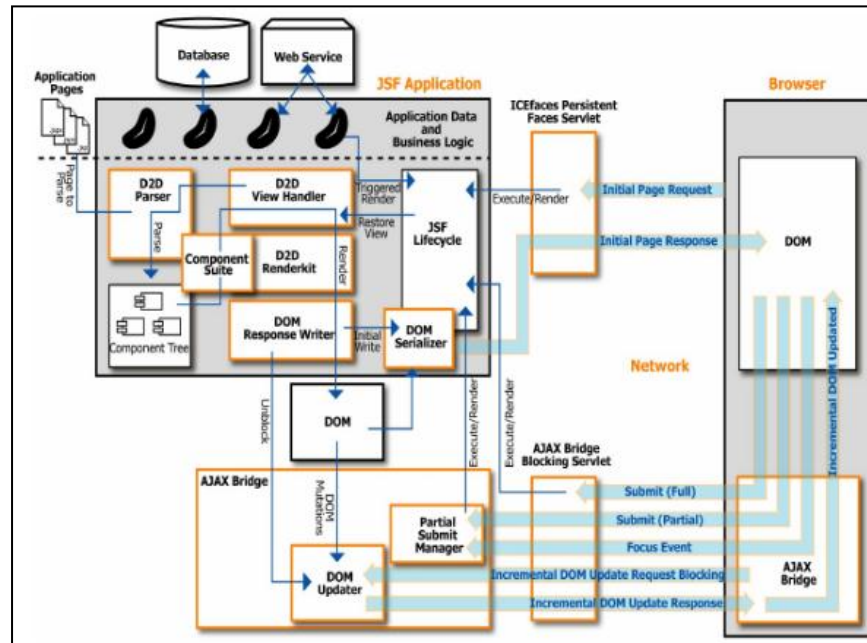 Database
Web Service
Application
Pages
JSF Application
Browser
Application Data
and
Business Logic
ICEfaces Persistent
Faces Servlet
Page to
Parse
D2D
Parser
D2D
View Handler
Triggered
Render
Execute/Render
Initial Page Request
JSF
Lifecycle
Restore
View
Parse
Component
Suite
D2D
Renderkit
Render
Initial Page Response
DOM
Component Tree
DOM
Response Writer
Initial
Write
DOM
Serializer
Network
Incremental DOM Updated
Unblock
DOM
Execute/Render
Execute/Render
AJAX Bridge
Blocking Servlet
AJAX Bridge
DOM
Mutations
Submit (Full)
Partial
Submit
Manager
Submit (Partial)
Focus Event
AJAX
Bridge
DOM
Updater
Incremental DOM Update Request Blocking
Incremental DOM Update Response